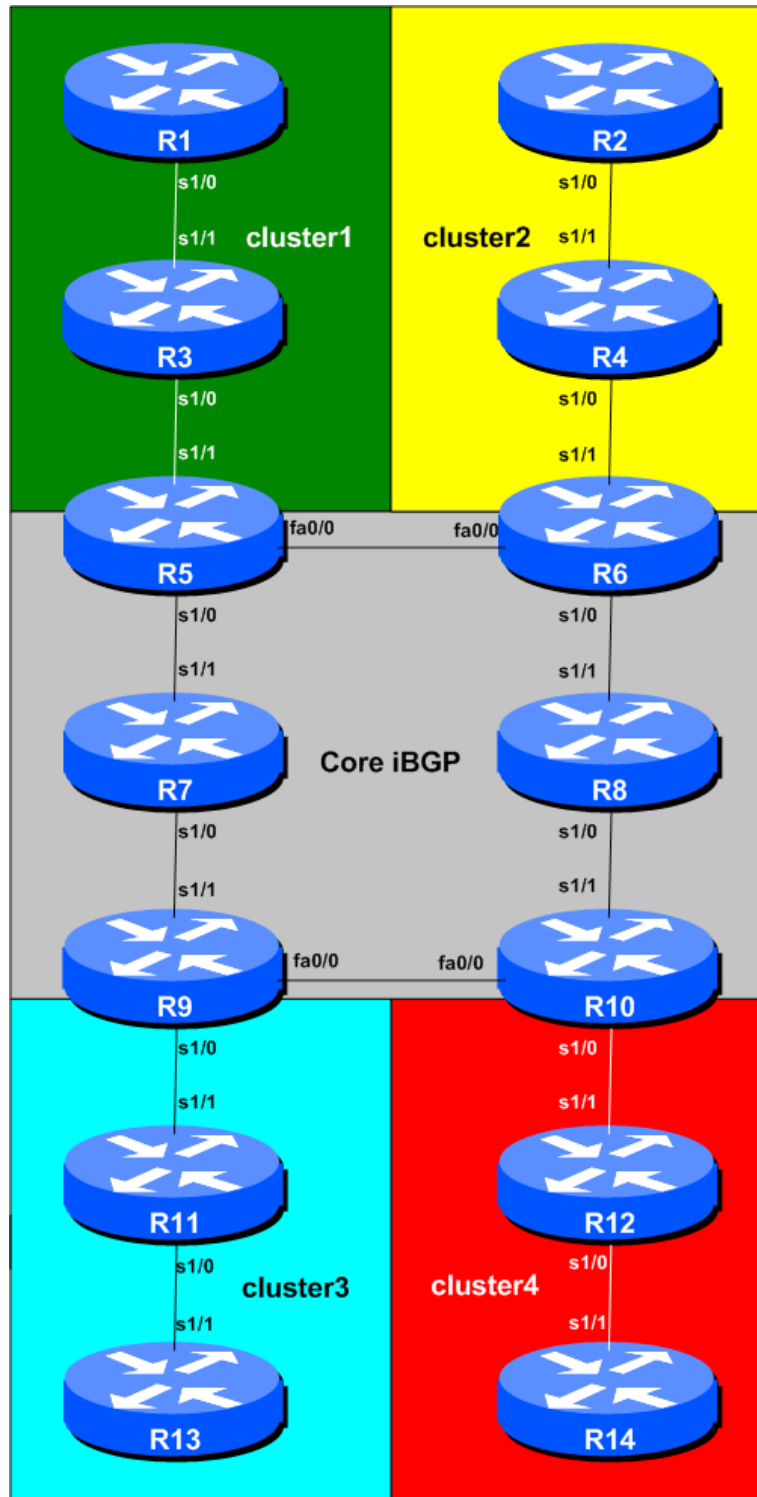 R1
R2
s1/0
s1/0
s1/1
cluster1
cluster2
s1/1
R3
R4
s1/0
s1/0
s1/1
s1/1
R5
fa0/0
fa0/0
R6
s1/0
s1/0
s1/1
s1/1
R7
Core iBGP
R8
s1/0
s1/0
s1/1
s1/1
R9
fa0/0
fa0/0
R10
s1/0
s1/0
s1/1
s1/1
R11
R12
s1/0
s1/0
cluster3
cluster4
s1/1
s1/1
R13
R14